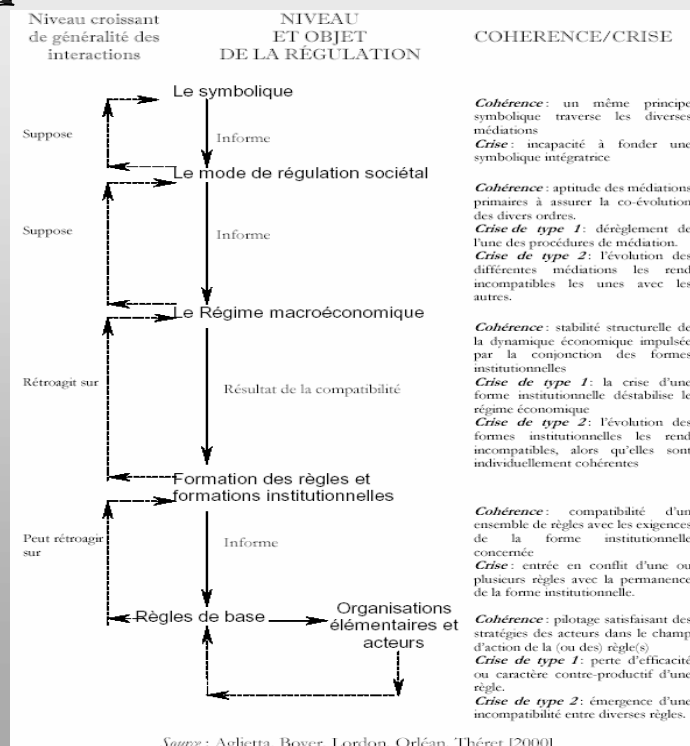 Niveau croissant
de généralité des
interactions
NIVEAU
ET OBJET
DE LA RÉGULATION
COHERENCE/CRISE
Le symbolique
Suppose
Informe
Cohérence : un même principe
symbolique traverse les diverses
médiations
Crise : incapacité à fonder une
symbolique intégratrice
Le mode de régulation sociétal
Suppose
Informe
Cohérence : aptitude des médiations
primaires à assurer la co-évolution
des divers ordres.
Crise de type 1: dérèglement de
l'une des procédures de médiation.
Crise de type 2: l'évolution des
différentes médiations les rend
incompatibles les unes avec les
autres.
Le Régime macroéconomique
Rétroagit sur
Résultat de la compatibilité
Cohérence : stabilité structurelle de
la dynamique économique impulsée
par la conjonction des formes
institutionnelles
Crise de type 1: la crise d'une
forme institutionnelle déstabilise le
régime économique
Crise de type 2: l'évolution des
formes institutionnelles les rend
incompatibles, alors qu'elles sont
individuellement cohérentes
Formation des règles et
formations institutionnelles
Peut rétroagir
sur
Informe
Cohérence : compatibilité d'un
ensemble de règles avec les exigences
de la forme institutionnelle
concernée
Crise : entrée en conflit d'une ou
plusieurs règles avec la permanence
de la forme institutionnelle.
Règles de base
Organisations
élémentaires et
acteurs
Cohérence : pilotage satisfaisant des
stratégies des acteurs dans le champ
d'action de la (ou des) règle(s)
Crise de type 1: perte d'efficacité
ou caractère contre-productif d'une
règle.
Crise de type 2: émergence d'une
incompatibilité entre diverses règles.
Source : Aglietta, Boyer, Lordon, Orléan, Théret [2000]